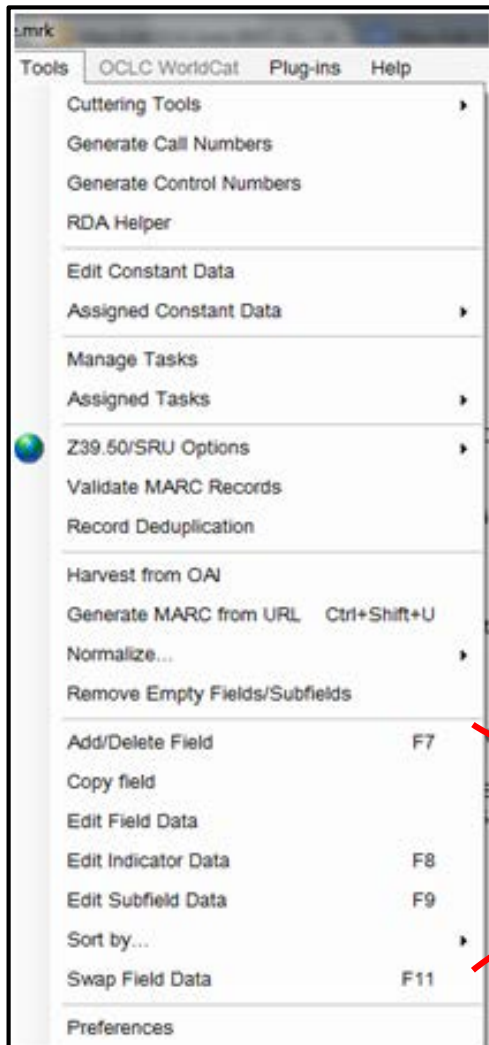 .mrk
Tools OCLC WorldCat Plug-ins Help
Cuttering Tools
Generate Call Numbers
Generate Control Numbers
RDA Helper
Edit Constant Data
Assigned Constant Data
Manage Tasks
Assigned Tasks
Z39.50/SRU Options
Validate MARC Records
Record Deduplication
Harvest from OAI
Generate MARC from URL Ctrl+Shift+U
Normalize...
Remove Empty Fields/Subfields
Add/Delete Field F7
Copy field
Edit Field Data
Edit Indicator Data F8
Edit Subfield Data F9
Sort by...
Swap Field Data F11
Preferences